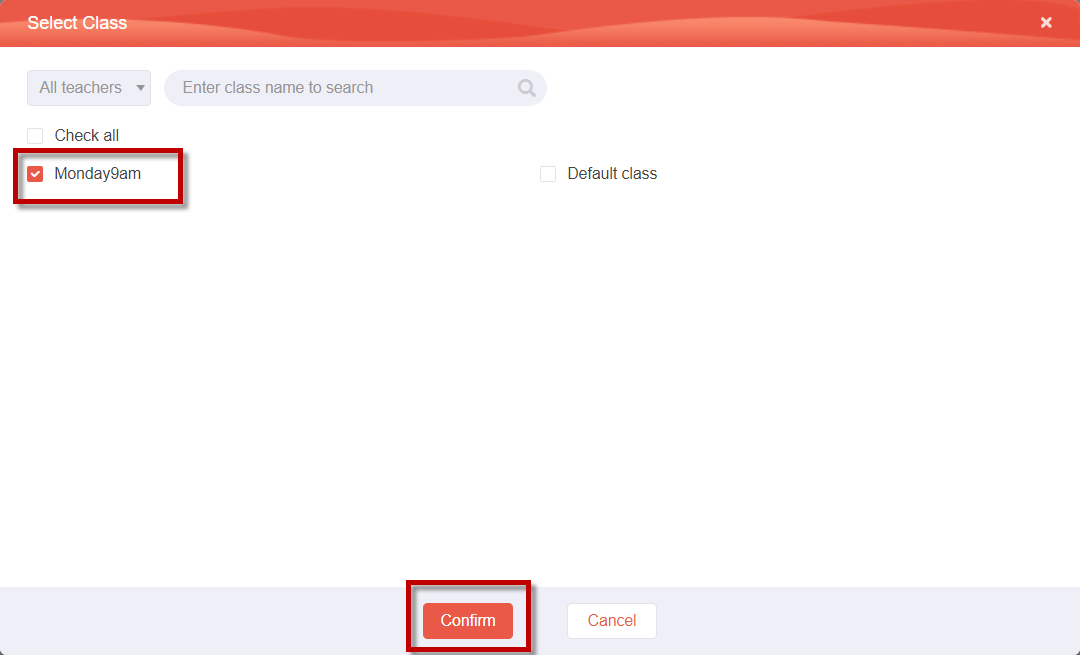 Select Class
All teachers
Enter class name to search
Check all
Monday9am
Default class
Confirm
Cancel